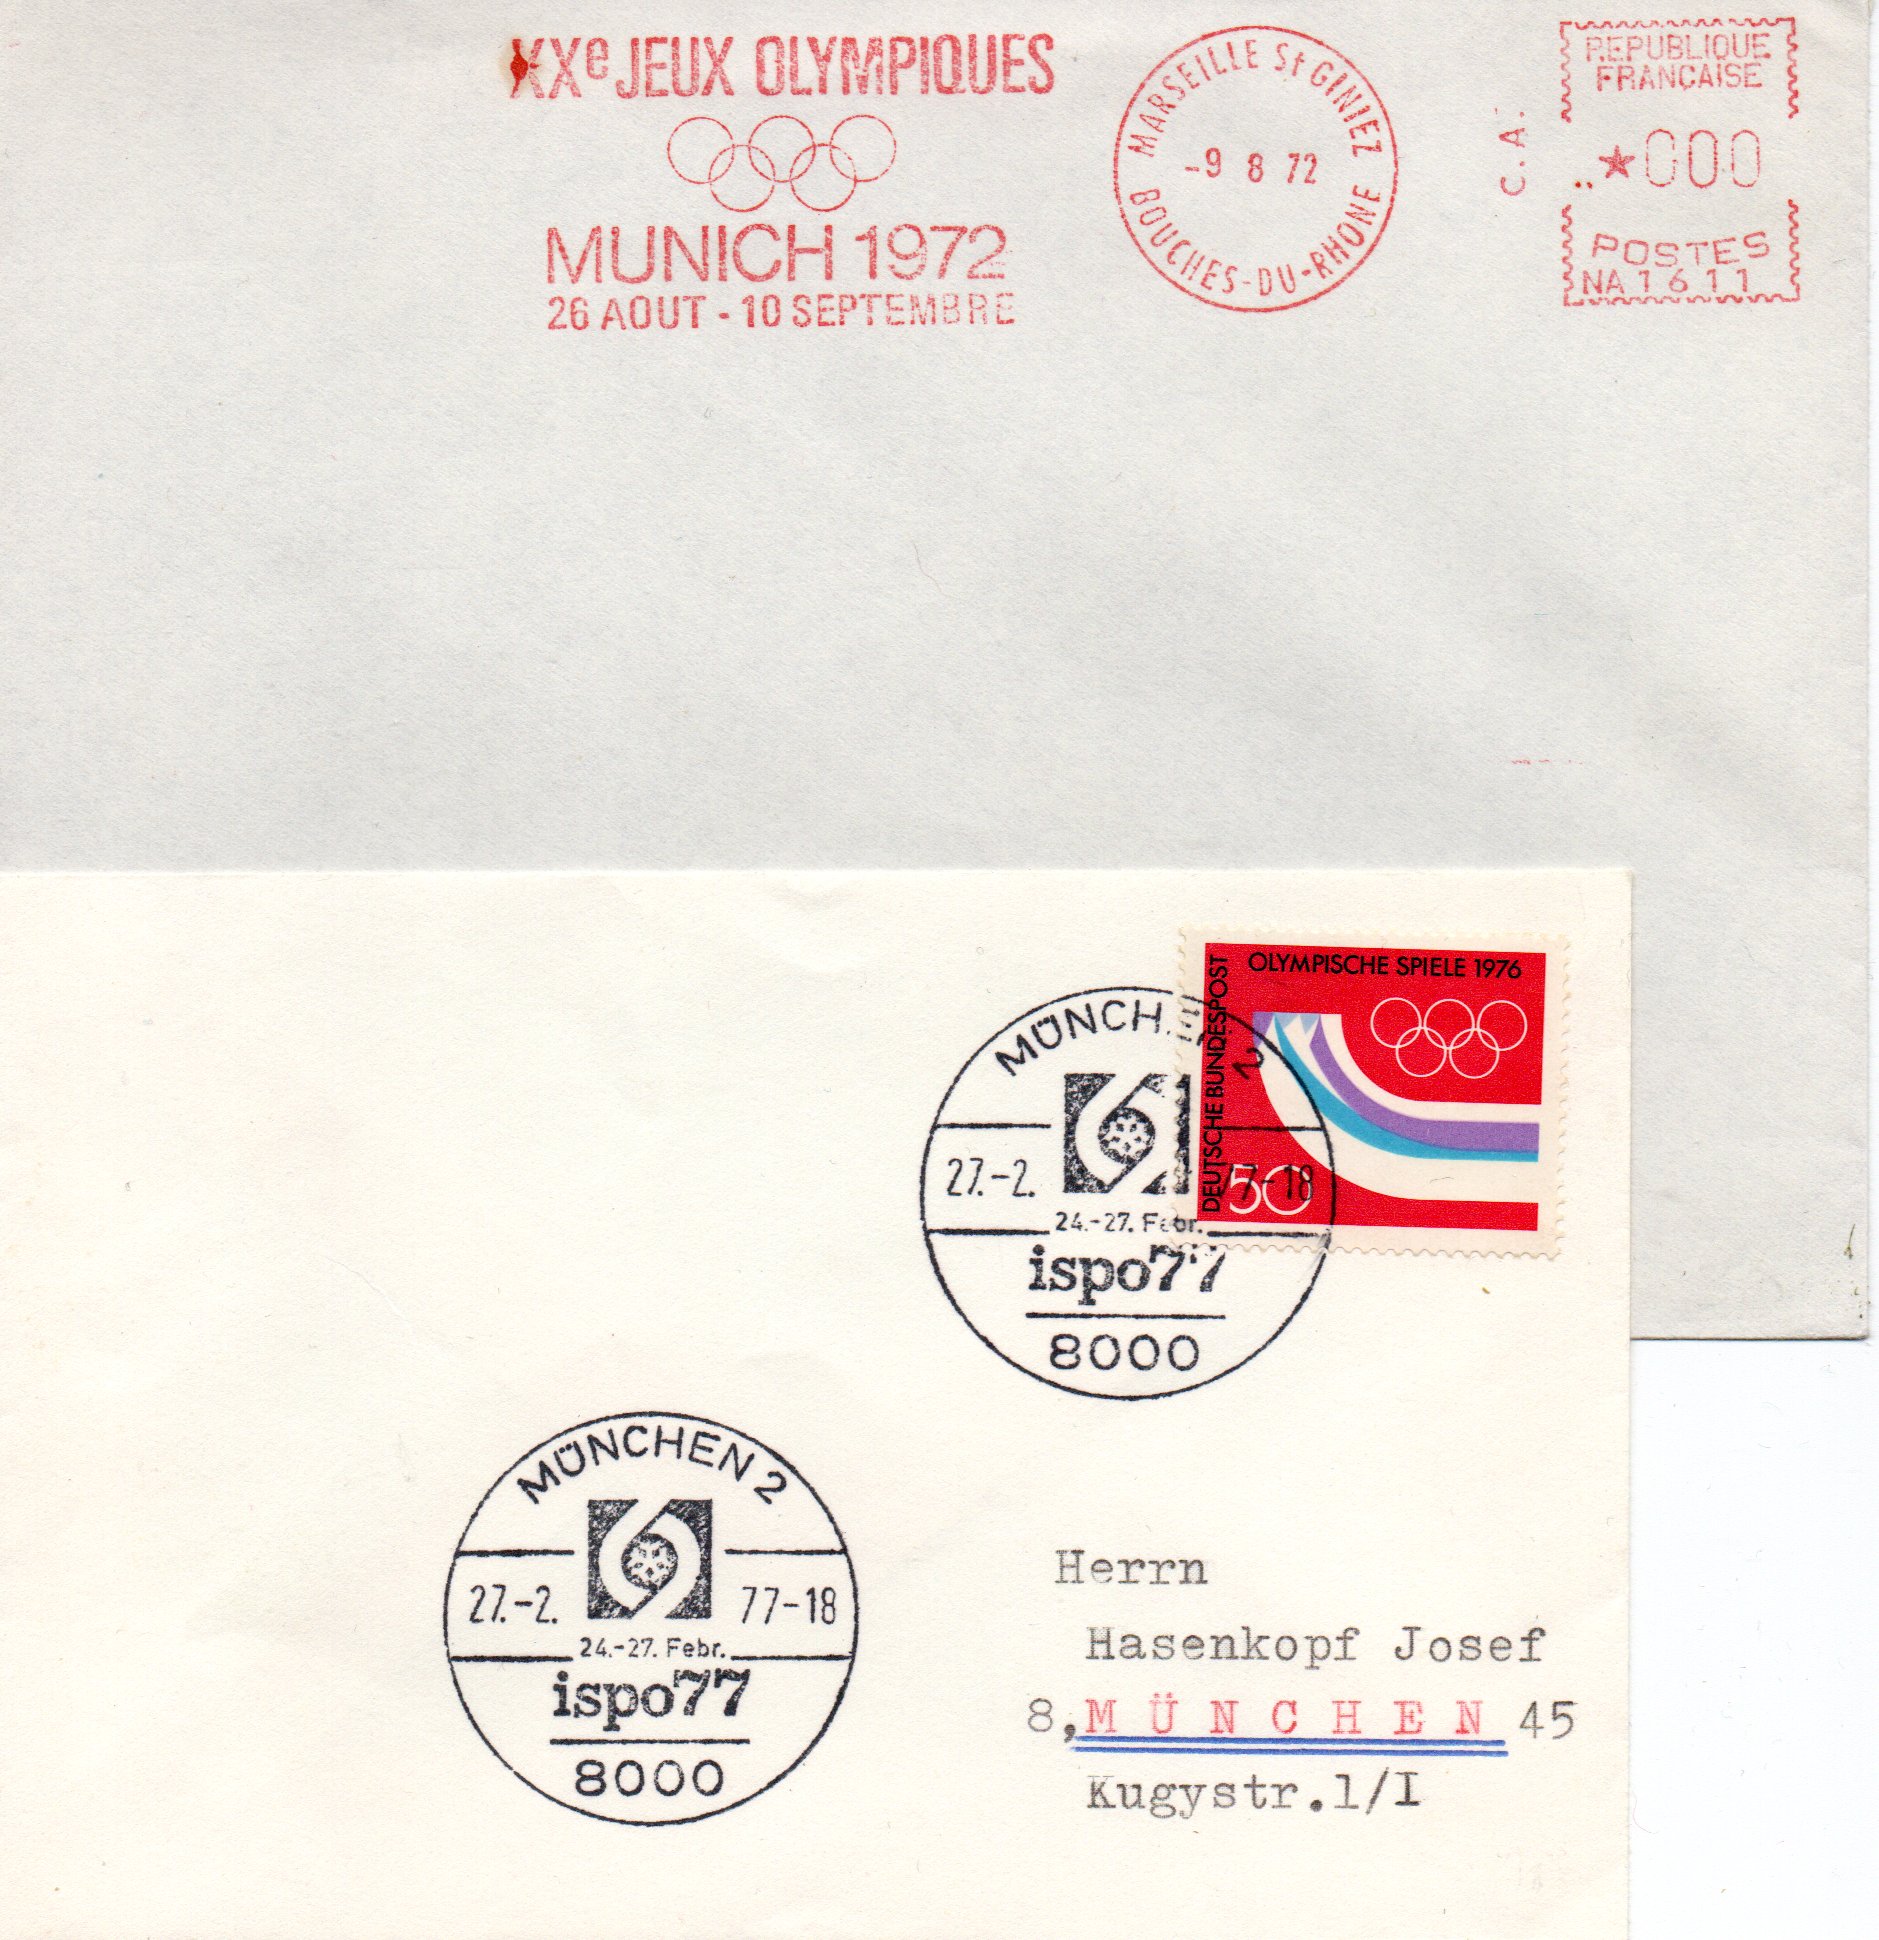 XXe JEUX OLYMPIQUES
MUNICH 1972
26 AOUT - 10 SEPTEMBRE
MARSEILLE St GINIEZ
-9 8 72
BOUCHES-DU-RHONE
C.A.
REPUBLIQUE
FRANÇAISE
★000
POSTES
NA 1611
OLYMPISCHE SPIELE 1976
DEUTSCHE BUNDESPOST
50
MÜNCH 2
27.-2. 77-18
24.-27. Febr.
ispo77
8000
MÜNCHEN 2
27.-2. 77-18
24.-27. Febr.
ispo77
8000
Herrn
Hasenkopf Josef
8, MÜNCHEN 45
Kugystr.1/I